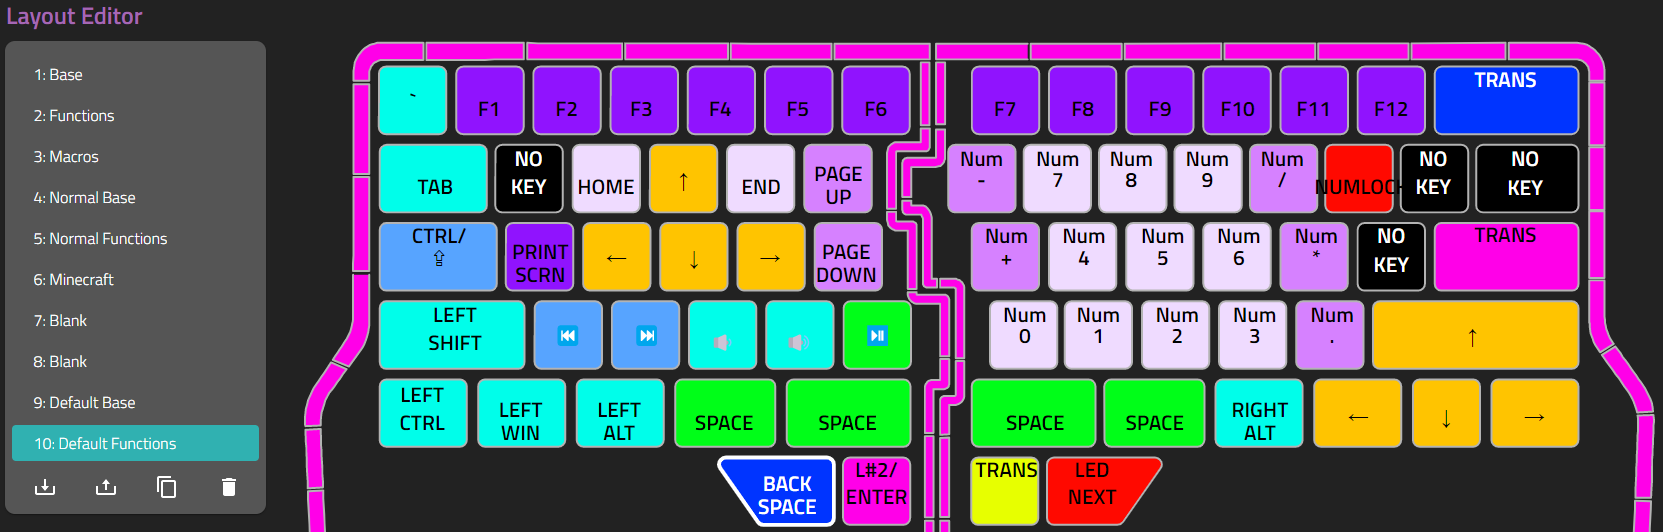 Layout Editor
1: Base
2: Functions
3: Macros
4: Normal Base
5: Normal Functions
6: Minecraft
7: Blank
8: Blank
9: Default Base
10: Default Functions
`
F1
F2
F3
F4
F5
F6
F7
F8
F9
F10
F11
F12
TRANS
TAB
NO
KEY
HOME
↑
END
PAGE
UP
Num
-
Num
7
Num
8
Num
9
Num
/
NUMLOCK
NO
KEY
NO
KEY
CTRL/
⇪
PRINT
SCRN
←
↓
→
PAGE
DOWN
Num
+
Num
4
Num
5
Num
6
Num
*
NO
KEY
TRANS
LEFT
SHIFT
⏮
⏭
🔈
🔊
⏯
Num
0
Num
1
Num
2
Num
3
Num
.
↑
LEFT
CTRL
LEFT
WIN
LEFT
ALT
SPACE
SPACE
SPACE
SPACE
RIGHT
ALT
←
↓
→
BACK
SPACE
L#2/
ENTER
TRANS
LED
NEXT